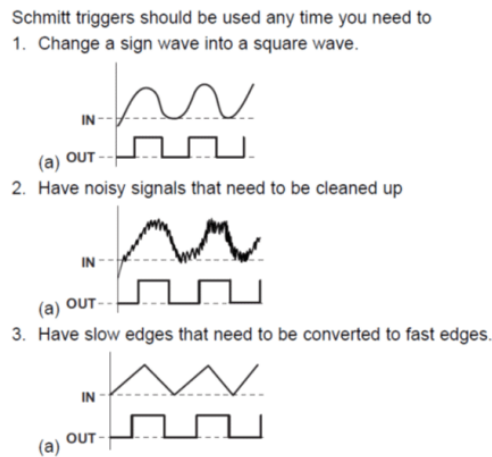 Schmitt triggers should be used any time you need to
1. Change a sign wave into a square wave.
IN
(a) OUT
2. Have noisy signals that need to be cleaned up
IN
(a) OUT
3. Have slow edges that need to be converted to fast edges.
IN
(a) OUT